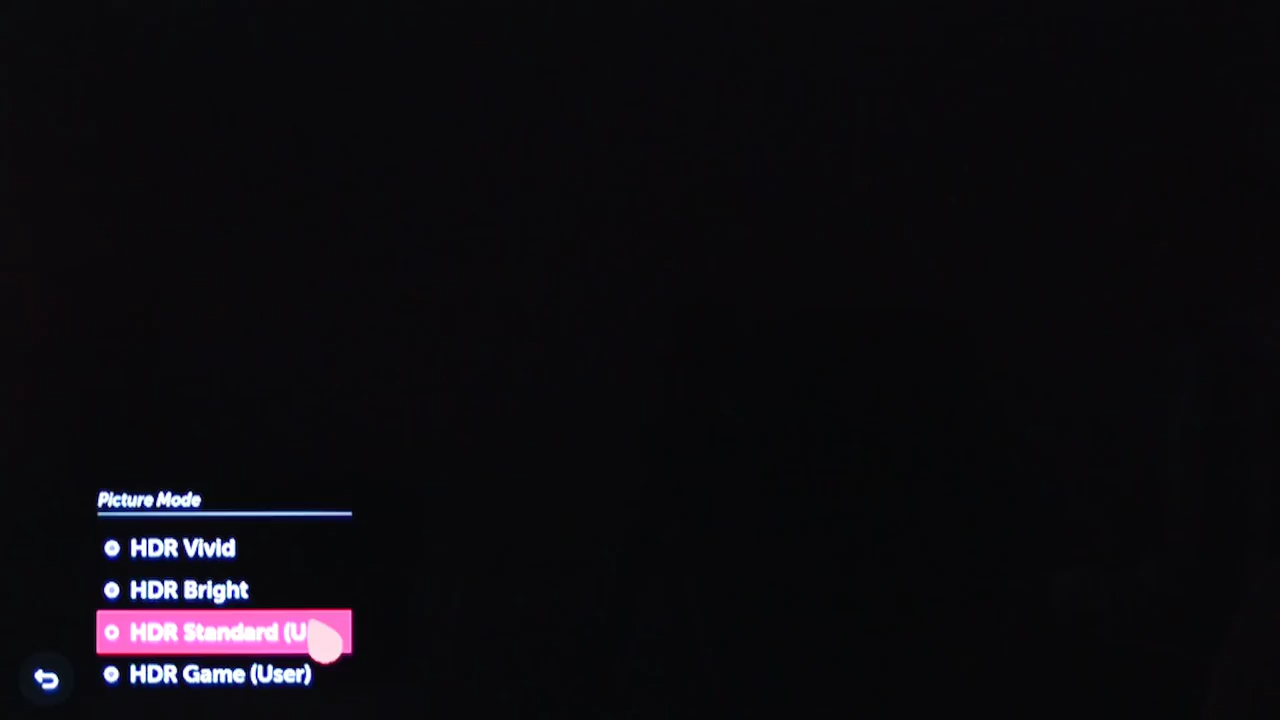 Picture Mode
HDR Vivid
HDR Bright
HDR Standard (U
HDR Game (User)